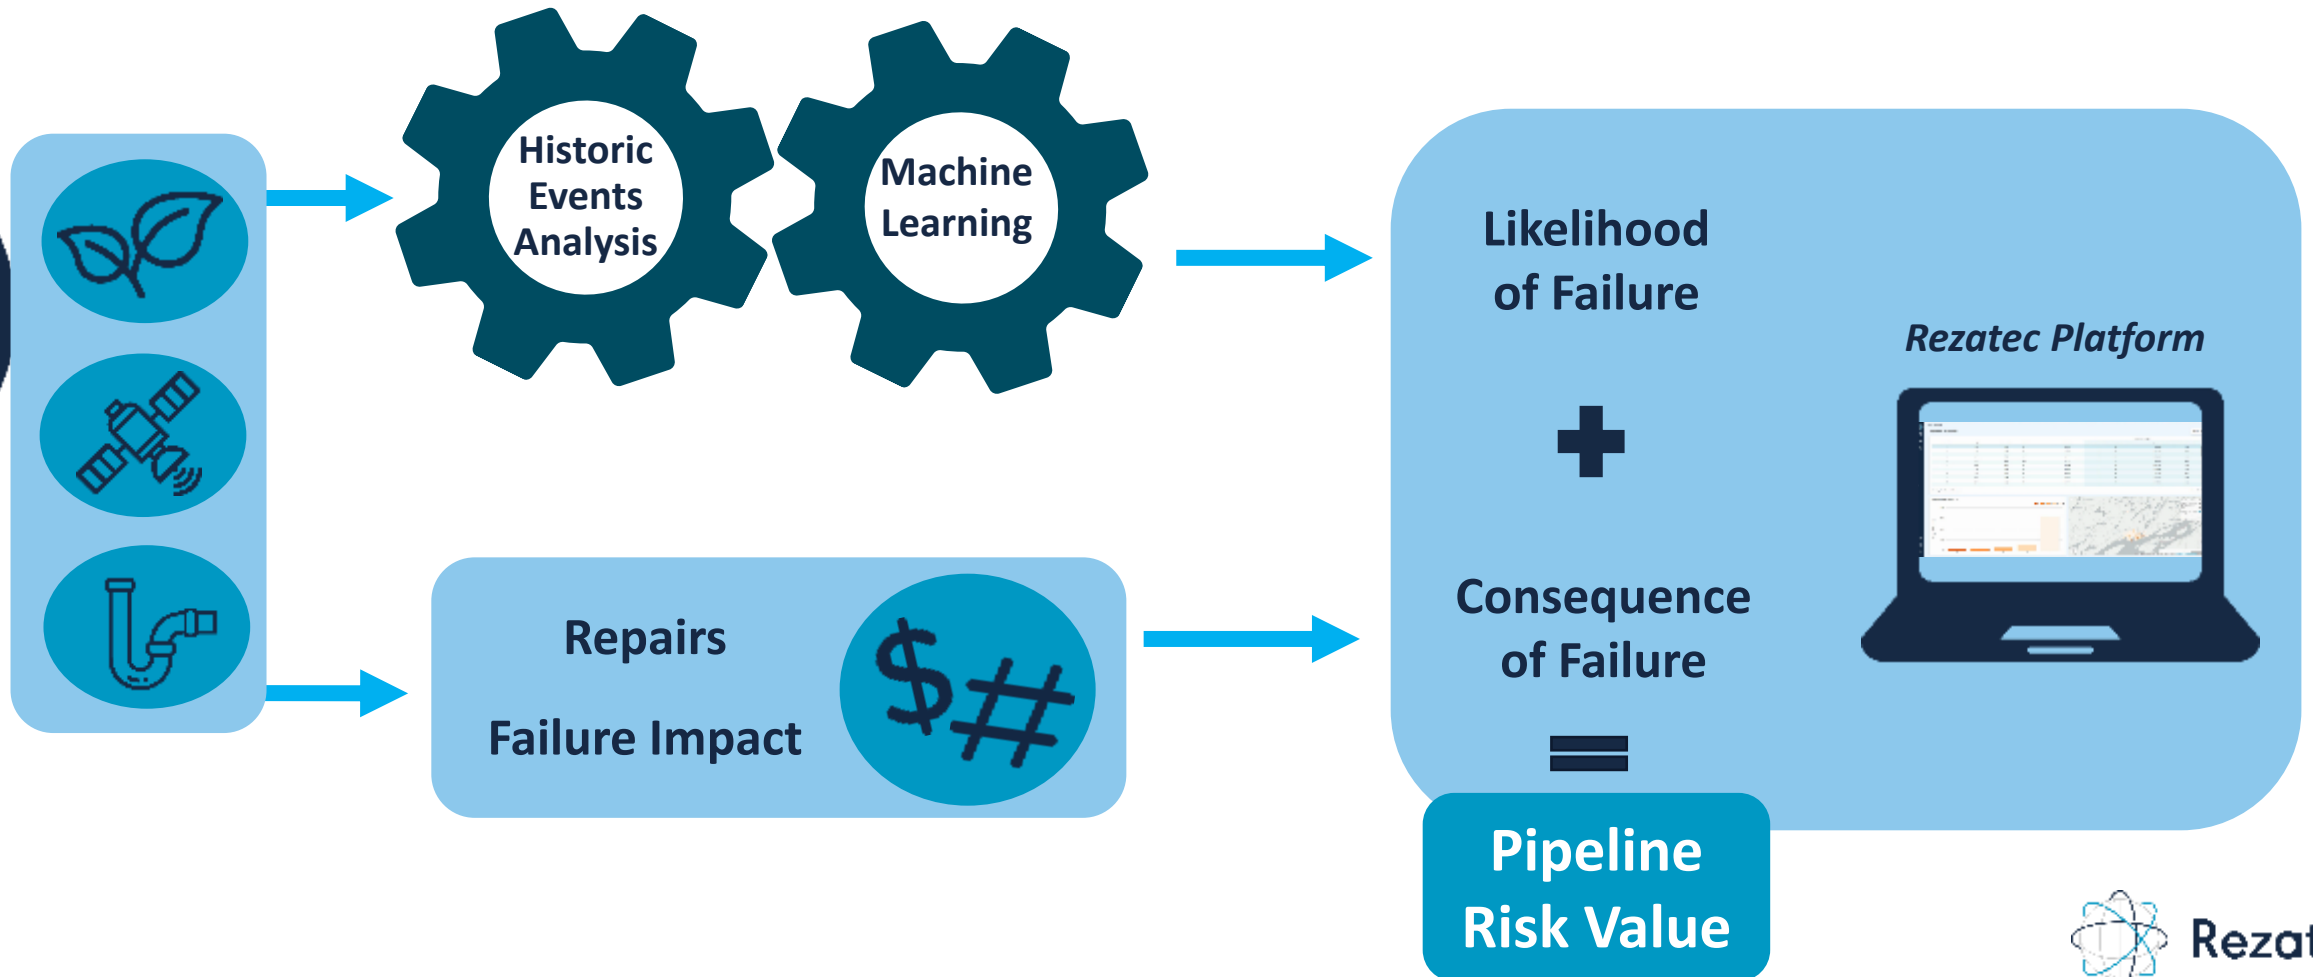 Historic
Events
Analysis
Machine
Learning
Likelihood
of Failure
Rezatec Platform
Repairs
Failure Impact
$#
Consequence
of Failure
Pipeline
Risk Value
Rezat